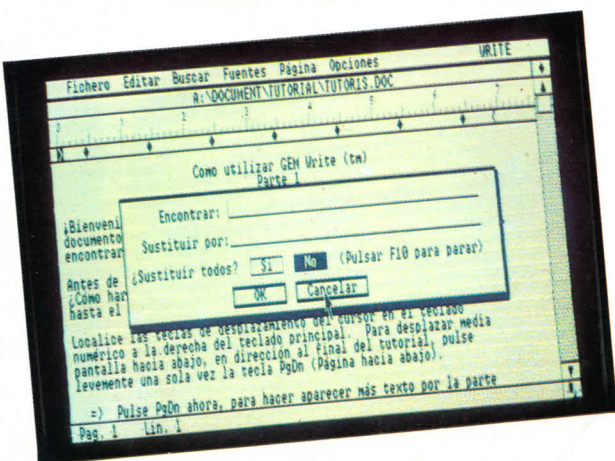 Fichero Editar Buscar Fuentes Página Opciones WRITE
A:\DOCUMENT\TUTORIAL\TUTORIS.DOC
Como utilizar GEM Write (tm)
Parte 1
¡Bienveni
documento
encontrar
Encontrar:
Sustituir por:
¿Sustituir todos? Si No (Pulsar F10 para parar)
OK Cancelar
Antes de
¿Cómo har
hasta el
Localice las teclas de desplazamiento del cursor en el teclado
numérico a la derecha del teclado principal. Para desplazar media
pantalla hacia abajo, en dirección al final del tutorial, pulse
levemente una sola vez la tecla PgDn (Página hacia abajo).
=> Pulse PgDn ahora, para hacer aparecer más texto por la parte
Pag. 1 Lin. 1